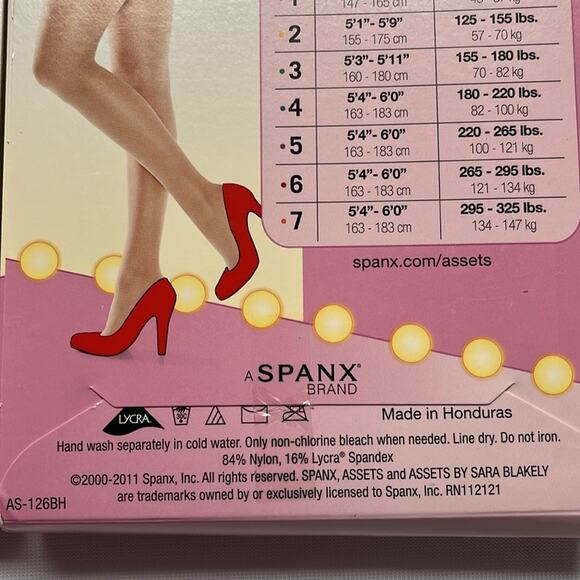 1
147 - 165 cm
2 5'1"- 5'9" 125 - 155 lbs.
155 - 175 cm 57 - 70 kg
3 5'3"- 5'11" 155 - 180 lbs.
160 - 180 cm 70 - 82 kg
4 5'4"- 6'0" 180 - 220 lbs.
163 - 183 cm 82 - 100 kg
5 5'4"- 6'0" 220 - 265 lbs.
163 - 183 cm 100 - 121 kg
6 5'4"- 6'0" 265 - 295 lbs.
163 - 183 cm 121 - 134 kg
7 5'4"- 6'0" 295 - 325 lbs.
163 - 183 cm 134 - 147 kg
spanx.com/assets
A SPANX®
BRAND
LYCRA 30C
Made in Honduras
Hand wash separately in cold water. Only non-chlorine bleach when needed. Line dry. Do not iron.
84% Nylon, 16% Lycra® Spandex
©2000-2011 Spanx, Inc. All rights reserved. SPANX, ASSETS and ASSETS BY SARA BLAKELY
are trademarks owned by or exclusively licensed to Spanx, Inc. RN112121
AS-126BH